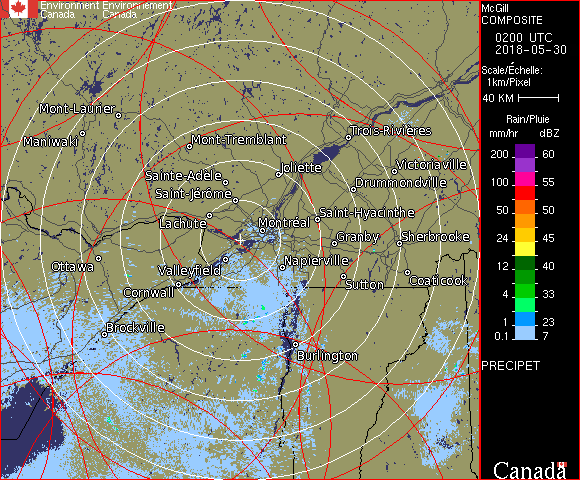 Environment Environnement
Canada Canada
McGill
COMPOSITE
0200 UTC
2018-05-30
Scale/Échelle:
1km/Pixel
40 KM
Rain/Pluie
mm/hr dBZ
200 60
150 57
100 55
50 50
24 45
12 40
4 33
2 23
0.1 7
PRECIPET
Canada
Mont-Laurier
Maniwaki
Mont-Tremblant
Trois-Rivières
Joliette
Victoriaville
Sainte-Adèle
Drummondville
Saint-Jérôme
Lachute
Saint-Hyacinthe
Montréal
Granby
Sherbrooke
Ottawa
Valleyfield
Napierville
Cornwall
Sutton
Coaticook
Brockville
Burlington